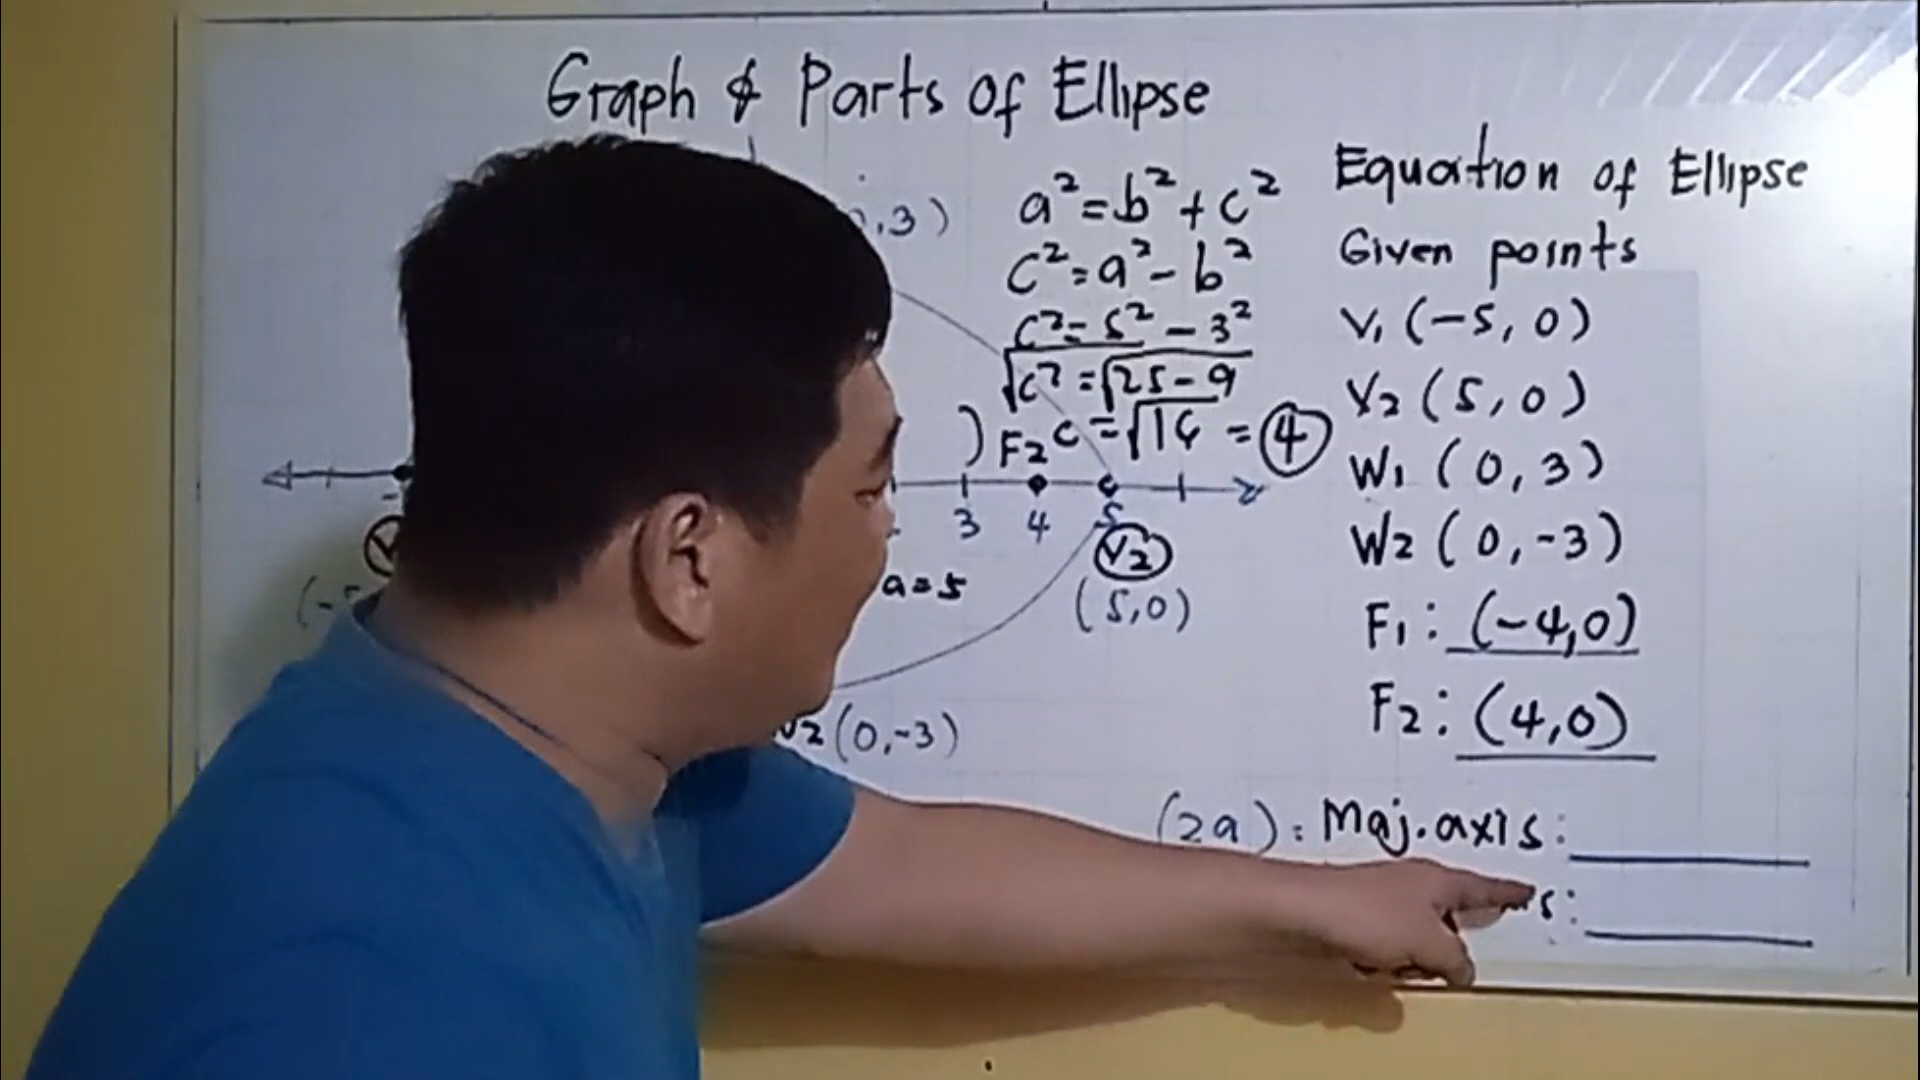 Graph & Parts of Ellipse
,3)
a²=b²+c²
c²=a²-b²
c²=5²-3²
√c²=√25-9
c=√16=4
)
F2
3
4
5
V2
a=5
(5,0)
(-5
(0,-3)
Equation of Ellipse
Given points
V1(-5,0)
V2(5,0)
W1(0,3)
W2(0,-3)
F1:(-4,0)
F2:(4,0)
(2a):Maj.axis:
s: